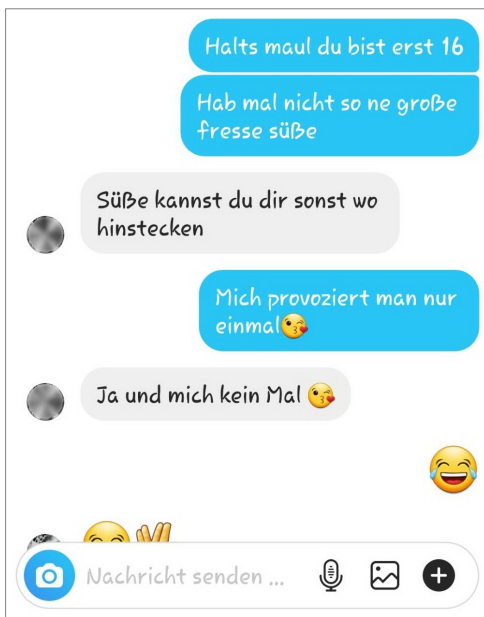 Halts maul du bist erst 16
Hab mal nicht so ne große
fresse süße
Süße kannst du dir sonst wo
hinstecken
Mich provoziert man nur
einmal😘
Ja und mich kein Mal 😘
😂
Nachricht senden ...